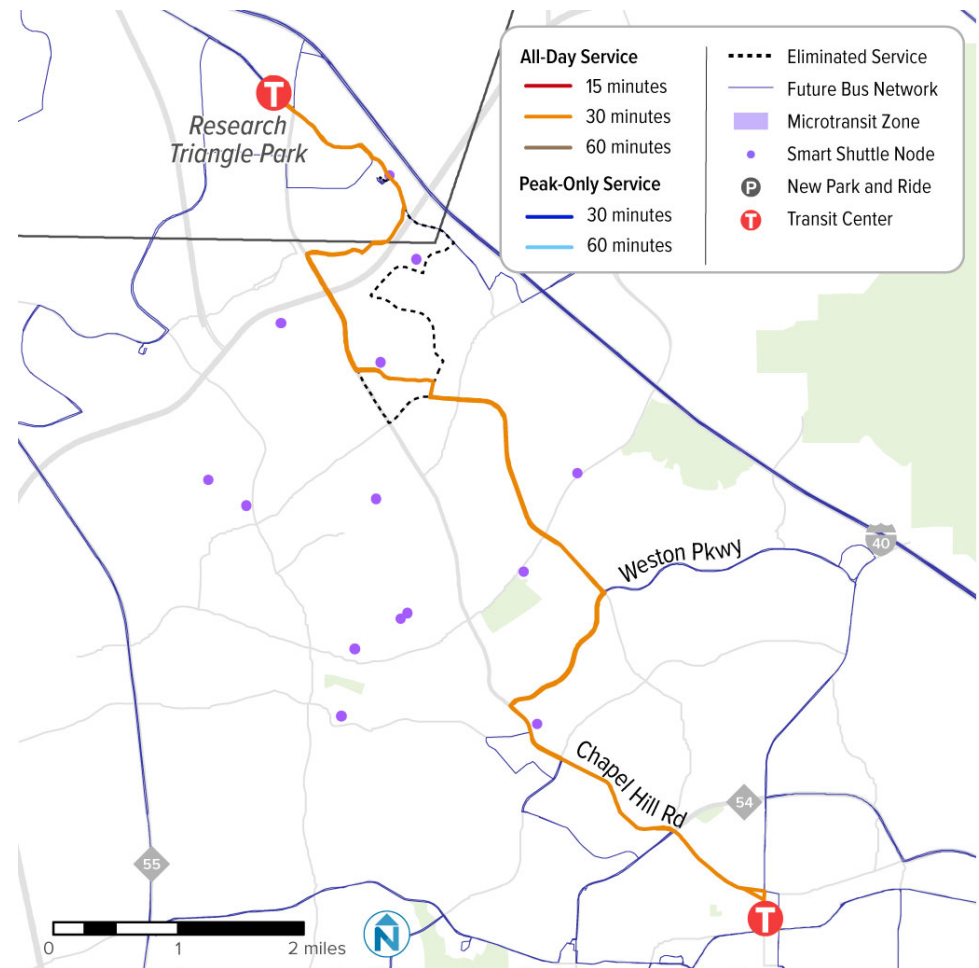 All-Day Service
15 minutes
30 minutes
60 minutes
Peak-Only Service
30 minutes
60 minutes
Eliminated Service
Future Bus Network
Microtransit Zone
Smart Shuttle Node
P New Park and Ride
T Transit Center
T
Research
Triangle Park
40
Weston Pkwy
Chapel Hill Rd
54
55
T
N
0 1 2 miles